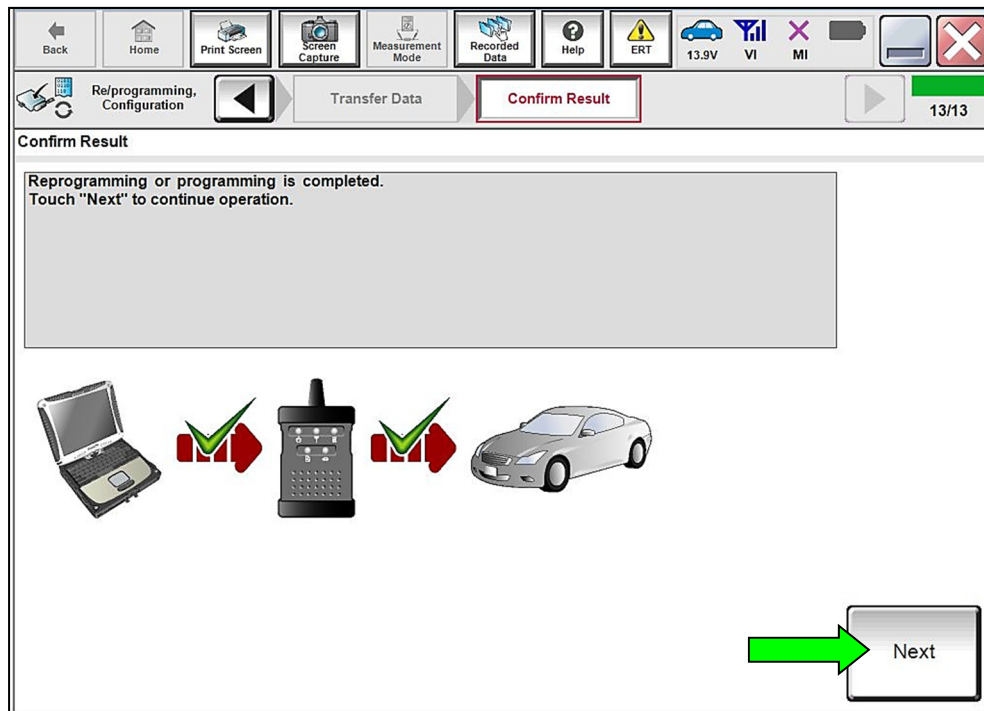 Back
Home
Print Screen
Screen
Capture
Measurement
Mode
Recorded
Data
Help
ERT
13.9V
VI
MI
Re/programming,
Configuration
Transfer Data
Confirm Result
13/13
Confirm Result
Reprogramming or programming is completed.
Touch "Next" to continue operation.
Next